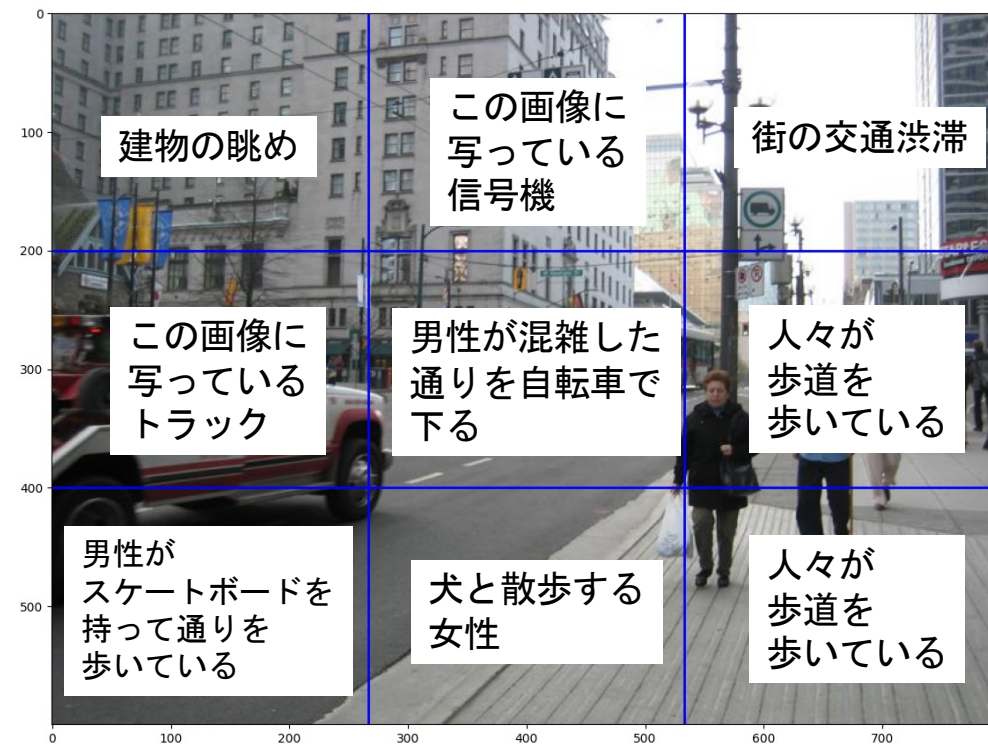 建物の眺め
この画像に
写っている
信号機
街の交通渋滞
この画像に
写っている
トラック
男性が混雑した
通りを自転車で
下る
人々が
歩道を
歩いている
男性が
スケートボードを
持って通りを
歩いている
犬と散歩する
女性
人々が
歩道を
歩いている
0
100
200
300
400
500
0
100
200
300
400
500
600
700